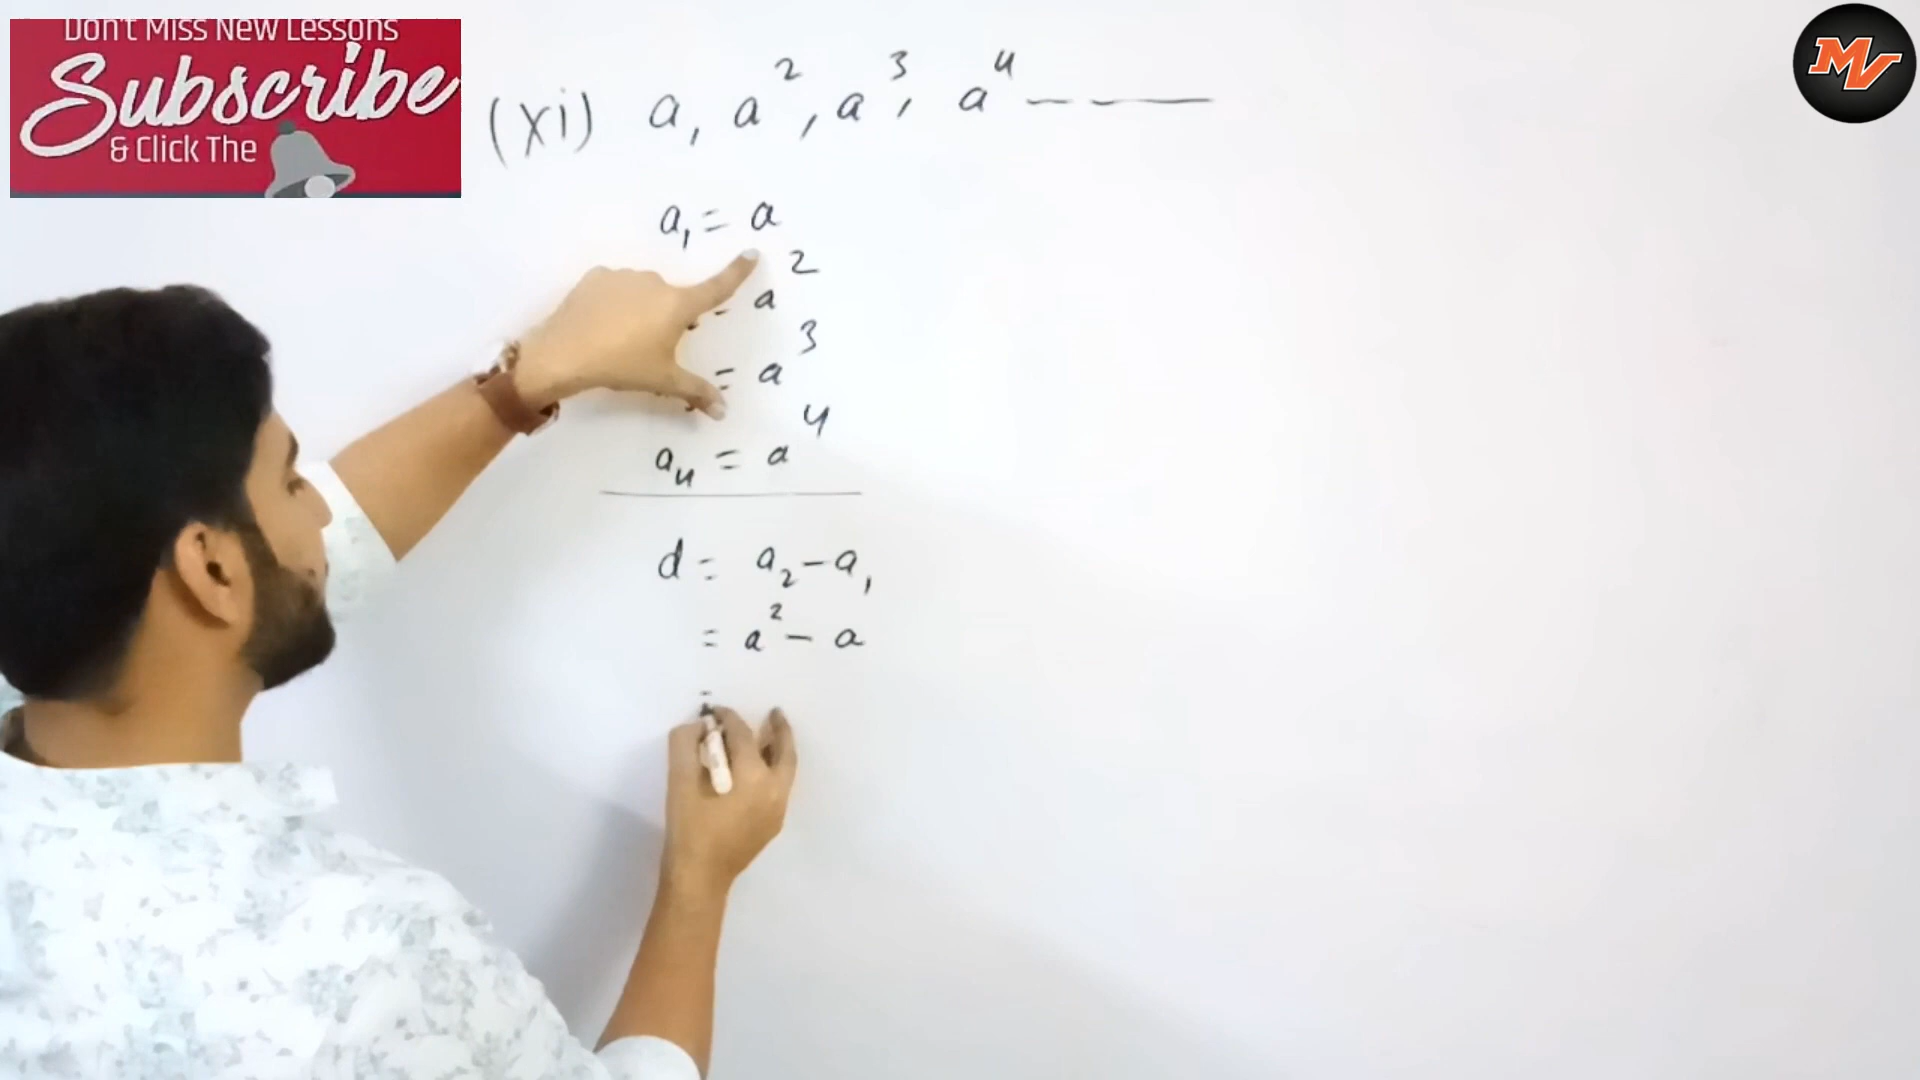 Don't Miss New Lessons
Subscribe
& Click The
MV
(xi) a, a², a³, a⁴ - - —
a₁ = a
= a²
= a³
a₄ = a⁴
d = a₂ - a₁
= a² - a
=